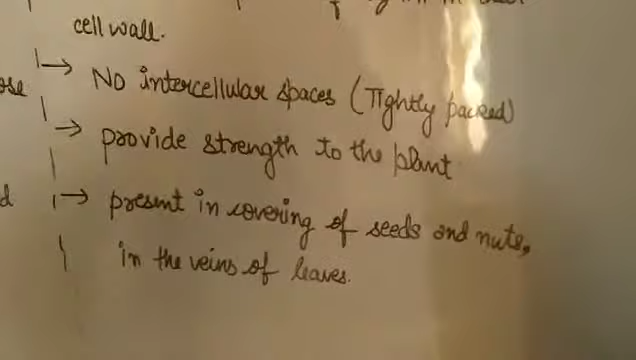 cell wall.
→ No intercellular spaces (Tightly packed)
ose
→ provide strength to the plant
→ present in covering of seeds and nuts,
in the veins of leaves.